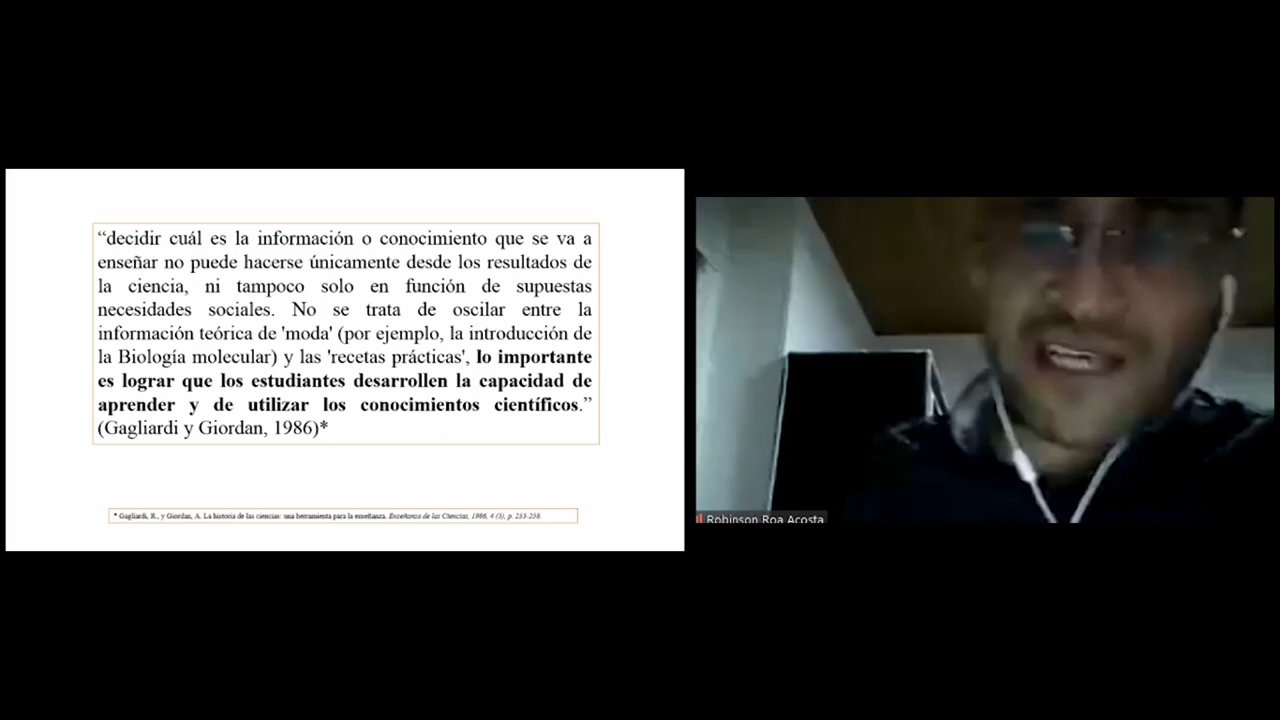 “decidir cuál es la información o conocimiento que se va a
enseñar no puede hacerse únicamente desde los resultados de
la ciencia, ni tampoco solo en función de supuestas
necesidades sociales. No se trata de oscilar entre la
información teórica de 'moda' (por ejemplo, la introducción de
la Biología molecular) y las 'recetas prácticas', lo importante
es lograr que los estudiantes desarrollen la capacidad de
aprender y de utilizar los conocimientos científicos.”
(Gagliardi y Giordan, 1986)*
* Gagliardi, R., y Giordan, A. La historia de las ciencias: una herramienta para la enseñanza. Enseñanza de las Ciencias, 1986, 4 (3), p. 253-258.
Robinson Roa Acosta